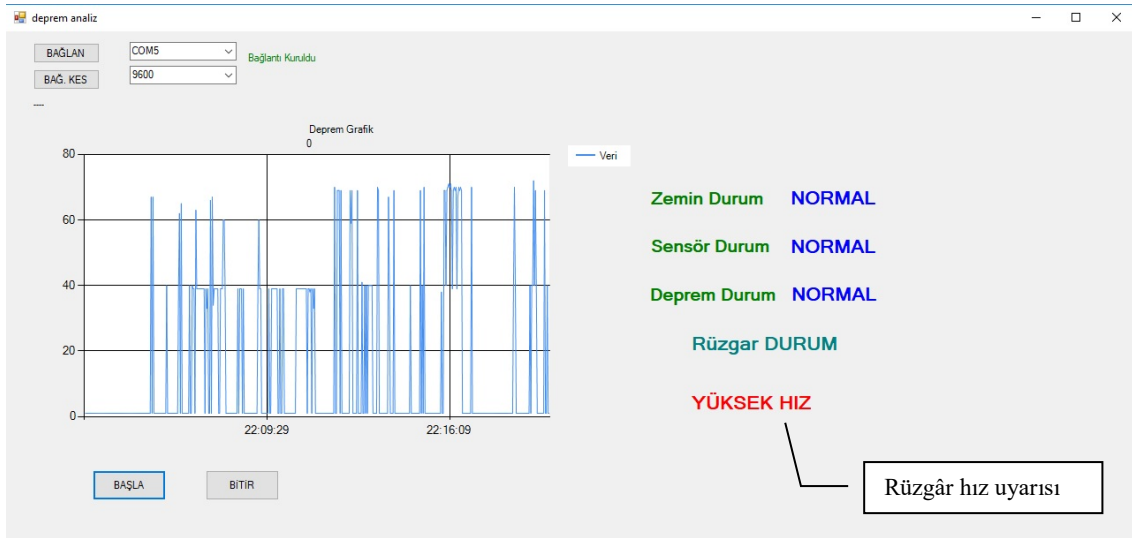 deprem analiz
BAĞLAN
COM5
Bağlantı Kuruldu
BAĞ. KES
9600
---
Deprem Grafik
0
80
60
40
20
0
22:09:29
22:16:09
Veri
Zemin Durum NORMAL
Sensör Durum NORMAL
Deprem Durum NORMAL
Rüzgar DURUM
YÜKSEK HIZ
Rüzgâr hız uyarısı
BAŞLA
BİTİR